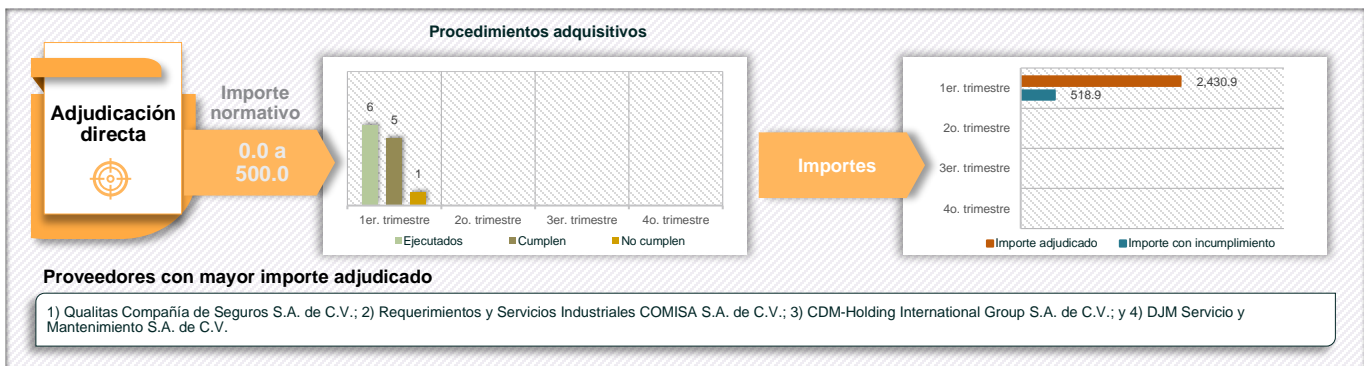 Procedimientos adquisitivos
Adjudicación
directa
Importe
normativo
0.0 a
500.0
6
5
1
1er. trimestre
2o. trimestre
3er. trimestre
4o. trimestre
Ejecutados
Cumplen
No cumplen
Importes
1er. trimestre
2,430.9
518.9
2o. trimestre
3er. trimestre
4o. trimestre
Importe adjudicado
Importe con incumplimiento
Proveedores con mayor importe adjudicado
1) Qualitas Compañía de Seguros S.A. de C.V.; 2) Requerimientos y Servicios Industriales COMISA S.A. de C.V.; 3) CDM-Holding International Group S.A. de C.V.; y 4) DJM Servicio y
Mantenimiento S.A. de C.V.